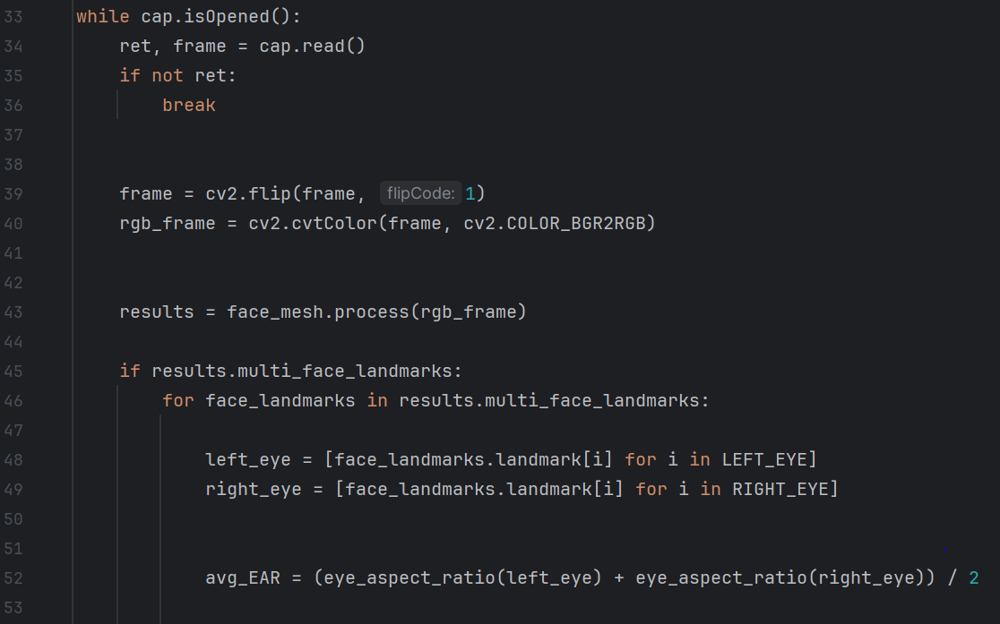 33 while cap.isOpened():
34 ret, frame = cap.read()
35 if not ret:
36 break
37
38
39 frame = cv2.flip(frame, flipCode: 1)
40 rgb_frame = cv2.cvtColor(frame, cv2.COLOR_BGR2RGB)
41
42
43 results = face_mesh.process(rgb_frame)
44
45 if results.multi_face_landmarks:
46 for face_landmarks in results.multi_face_landmarks:
47
48 left_eye = [face_landmarks.landmark[i] for i in LEFT_EYE]
49 right_eye = [face_landmarks.landmark[i] for i in RIGHT_EYE]
50
51
52 avg_EAR = (eye_aspect_ratio(left_eye) + eye_aspect_ratio(right_eye)) / 2
53